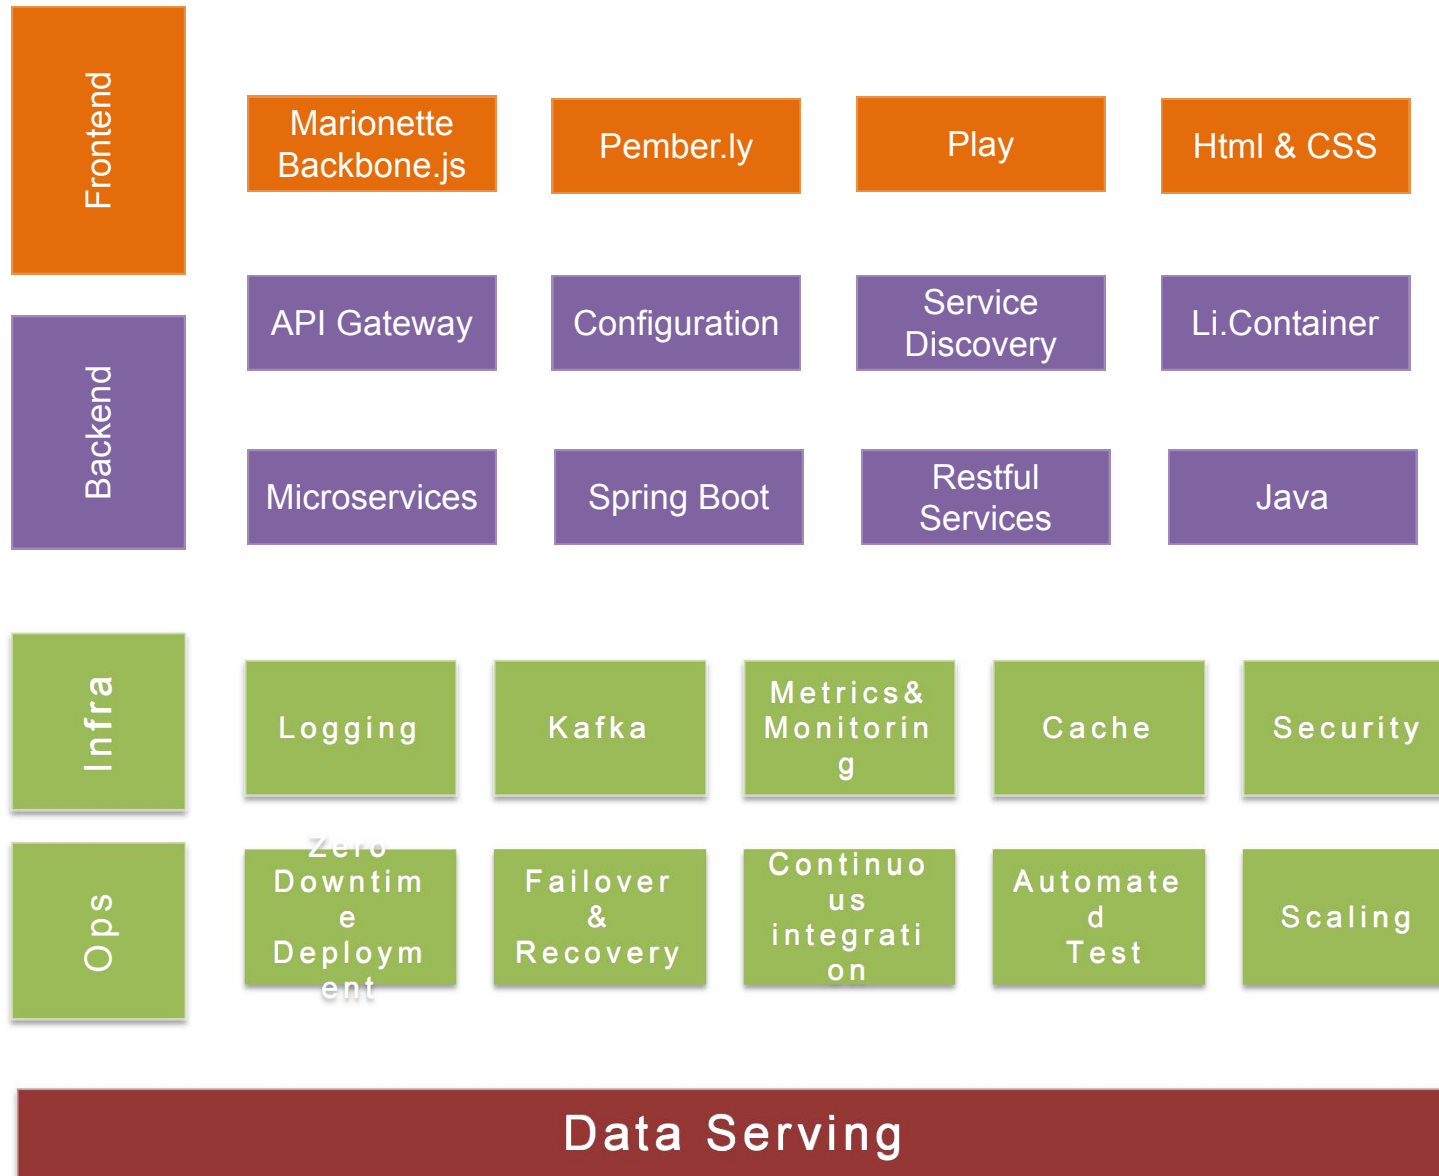 Frontend
Marionette
Backbone.js
Pember.ly
Play
Html & CSS
Backend
API Gateway
Configuration
Service
Discovery
Li.Container
Microservices
Spring Boot
Restful
Services
Java
Infra
Logging
Kafka
Metrics&
Monitorin
g
Cache
Security
Ops
Zero
Downtim
e
Deploym
ent
Failover
&
Recovery
Continuo
us
integrati
on
Automate
d
Test
Scaling
Data Serving